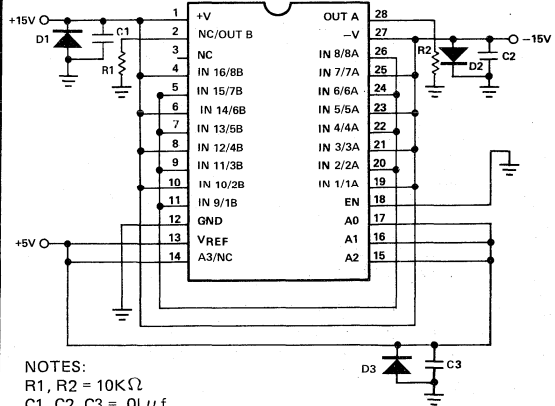 +15V
D1
C1
R1
1 +V
2 NC/OUT B
3 NC
4 IN 16/8B
5 IN 15/7B
6 IN 14/6B
7 IN 13/5B
8 IN 12/4B
9 IN 11/3B
10 IN 10/2B
11 IN 9/1B
12 GND
+5V
13 VREF
14 A3/NC
OUT A 28
-V 27
IN 8/8A 26
IN 7/7A 25
IN 6/6A 24
IN 5/5A 23
IN 4/4A 22
IN 3/3A 21
IN 2/2A 20
IN 1/1A 19
EN 18
A0 17
A1 16
A2 15
R2
D2
C2
−15V
D3
C3
NOTES:
R1, R2 = 10KΩ
C1, C2, C3 = .01 μf